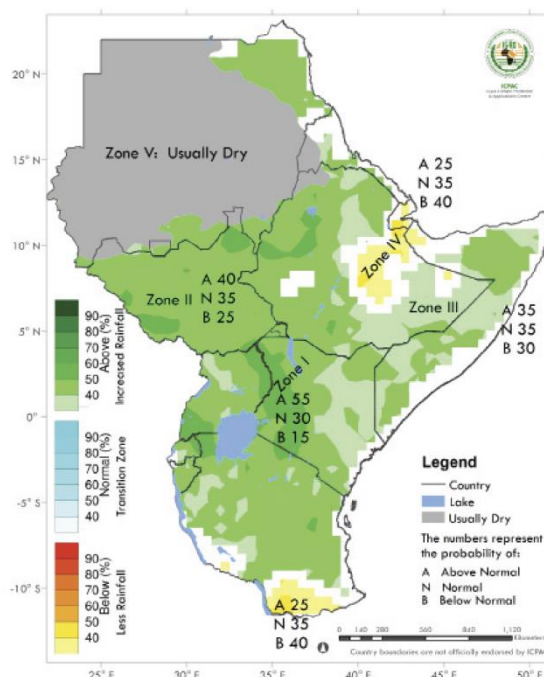 IGAD
ICPAC
20° N
15° N
10° N
5° N
0°
-5° S
-10° S
25° E
30° E
35° E
40° E
45° E
50° E
Zone V: Usually Dry
A 25
N 35
B 40
Zone IV
Zone II
A 40
N 35
B 25
Zone III
A 35
N 35
B 30
Zone I
A 55
N 30
B 15
A 25
N 35
B 40
90
80
70
60
50
40
Above (%)
Increased Rainfall
90
80
70
60
50
40
Normal (%)
Transition Zone
90
80
70
60
50
40
Below (%)
Less Rainfall
Legend
Country
Lake
Usually Dry
The numbers represent
the probability of:
A Above Normal
N Normal
B Below Normal
0 140 280 560 840 1,120
Kilometers
Country boundaries are not officially endorsed by ICPAC